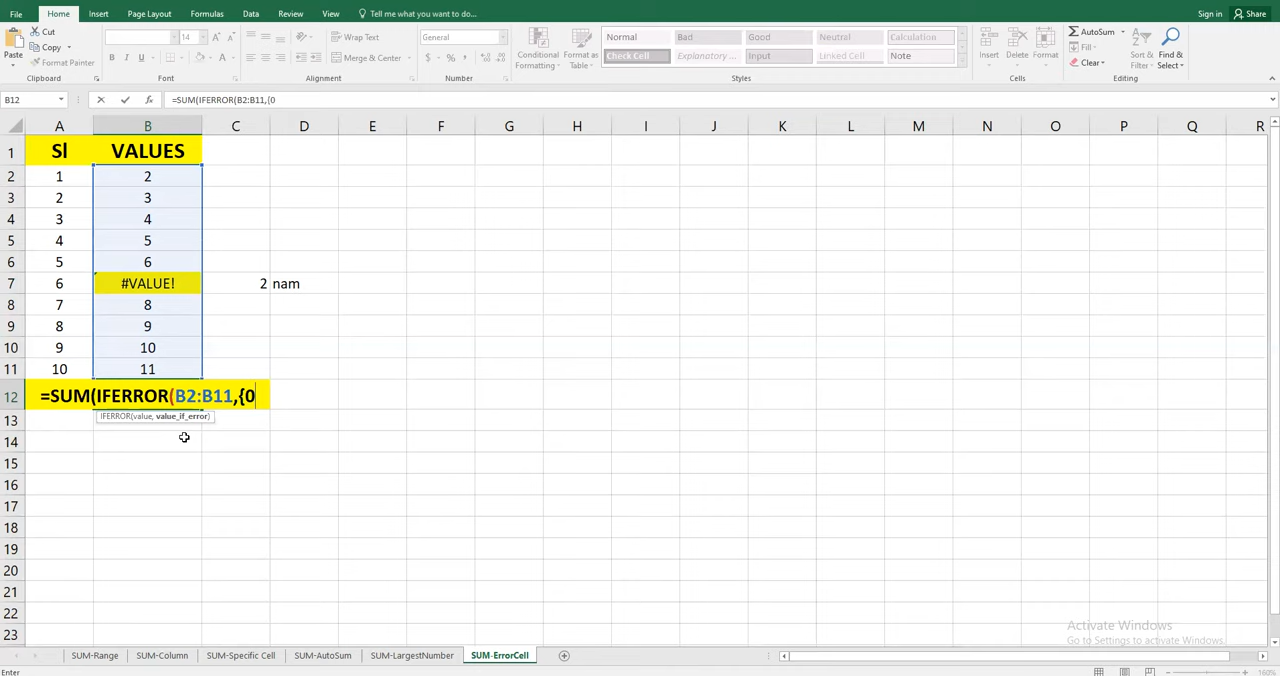 File Home Insert Page Layout Formulas Data Review View Tell me what you want to do... Sign in Share
Cut
Copy
Paste Format Painter
Clipboard
14 A A
B I U
Font
Wrap Text
Merge & Center
Alignment
General
$ % ,
Number
Conditional Formatting
Format as Table
Normal Bad Good Neutral Calculation
Check Cell Explanatory ... Input Linked Cell Note
Styles
Insert Delete Format
Cells
AutoSum
Fill
Clear
Sort & Filter
Find & Select
Editing
B12 fx =SUM(IFERROR(B2:B11,{0
A B C D E F G H I J K L M N O P Q R
1 Sl VALUES
2 1 2
3 2 3
4 3 4
5 4 5
6 5 6
7 6 #VALUE! 2 nam
8 7 8
9 8 9
10 9 10
11 10 11
12 =SUM(IFERROR(B2:B11,{0
13 IFERROR(value, value_if_error)
14
15
16
17
18
19
20
21
22
23
Activate Windows
Go to Settings to activate Windows.
SUM-Range SUM-Column SUM-Specific Cell SUM-AutoSum SUM-LargestNumber SUM-ErrorCell
Enter 160%